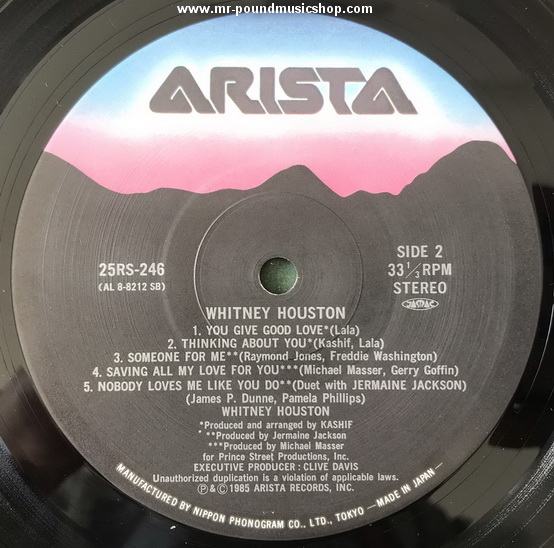 www.mr-poundmusicshop.com
ARISTA
25RS-246
(AL 8-8212 SB)
SIDE 2
33 1/3 RPM
STEREO
JASRAC
WHITNEY HOUSTON
1. YOU GIVE GOOD LOVE*(Lala)
2. THINKING ABOUT YOU*(Kashif, Lala)
3. SOMEONE FOR ME**(Raymond Jones, Freddie Washington)
4. SAVING ALL MY LOVE FOR YOU***(Michael Masser, Gerry Goffin)
5. NOBODY LOVES ME LIKE YOU DO**(Duet with JERMAINE JACKSON)
(James P. Dunne, Pamela Phillips)
WHITNEY HOUSTON
*Produced and arranged by KASHIF
**Produced by Jermaine Jackson
***Produced by Michael Masser
for Prince Street Productions, Inc.
EXECUTIVE PRODUCER : CLIVE DAVIS
Unauthorized duplication is a violation of applicable laws.
Ⓟ&©1985 ARISTA RECORDS, INC.
MANUFACTURED BY NIPPON PHONOGRAM CO., LTD., TOKYO —MADE IN JAPAN—